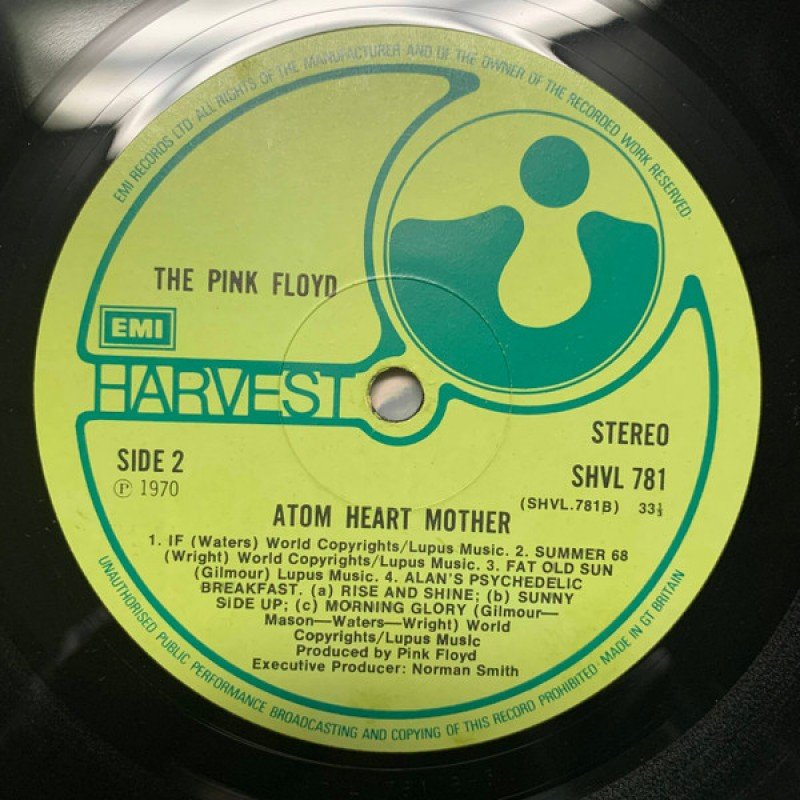 EMI RECORDS LTD· ALL RIGHTS OF THE MANUFACTURER AND OF THE OWNER OF THE RECORDED WORK RESERVED·
THE PINK FLOYD
EMI
HARVEST
STEREO
SIDE 2
SHVL 781
℗ 1970
(SHVL.781B) 33⅓
ATOM HEART MOTHER
1. IF (Waters) World Copyrights/Lupus Music. 2. SUMMER 68
(Wright) World Copyrights/Lupus Music. 3. FAT OLD SUN
(Gilmour) Lupus Music. 4. ALAN'S PSYCHEDELIC
BREAKFAST. (a) RISE AND SHINE; (b) SUNNY
SIDE UP; (c) MORNING GLORY (Gilmour—
Mason—Waters—Wright) World
Copyrights/Lupus Music
Produced by Pink Floyd
Executive Producer: Norman Smith
UNAUTHORISED PUBLIC PERFORMANCE BROADCASTING AND COPYING OF THIS RECORD PROHIBITED· MADE IN GT BRITAIN